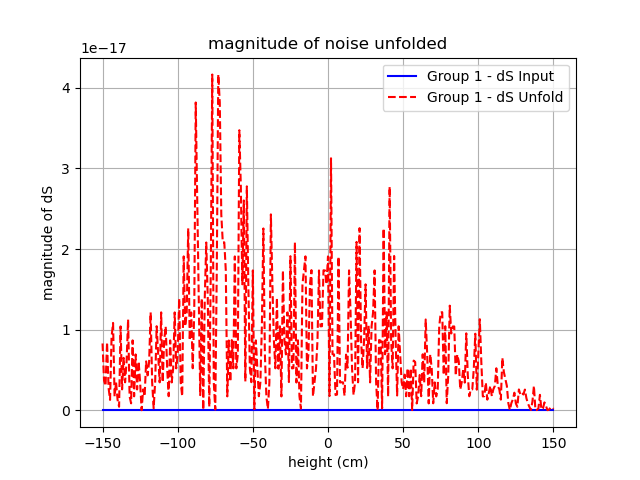 magnitude of noise unfolded
1e−17
Group 1 - dS Input
Group 1 - dS Unfold
4
3
2
1
0
magnitude of dS
−150
−100
−50
0
50
100
150
height (cm)